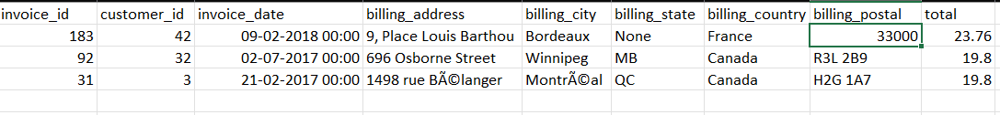 invoice_id customer_id invoice_date billing_address billing_city billing_state billing_country billing_postal total
183 42 09-02-2018 00:00 9, Place Louis Barthou Bordeaux None France 33000 23.76
92 32 02-07-2017 00:00 696 Osborne Street Winnipeg MB Canada R3L 2B9 19.8
31 3 21-02-2017 00:00 1498 rue BÃ©langer MontrÃ©al QC Canada H2G 1A7 19.8